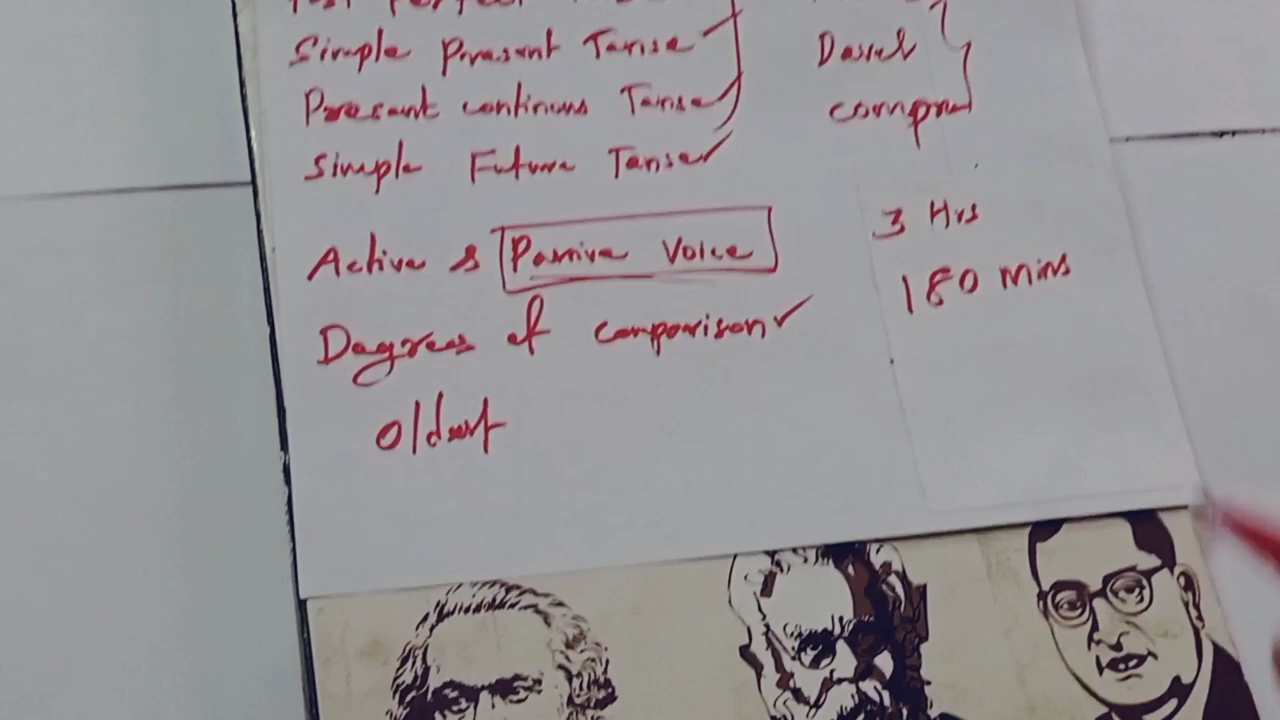 Simple Present Tense
Present continous Tense
Simple Future Tense
Active & Passive Voice
Degrees of comparison
Oldest
3 Hrs
180 mins